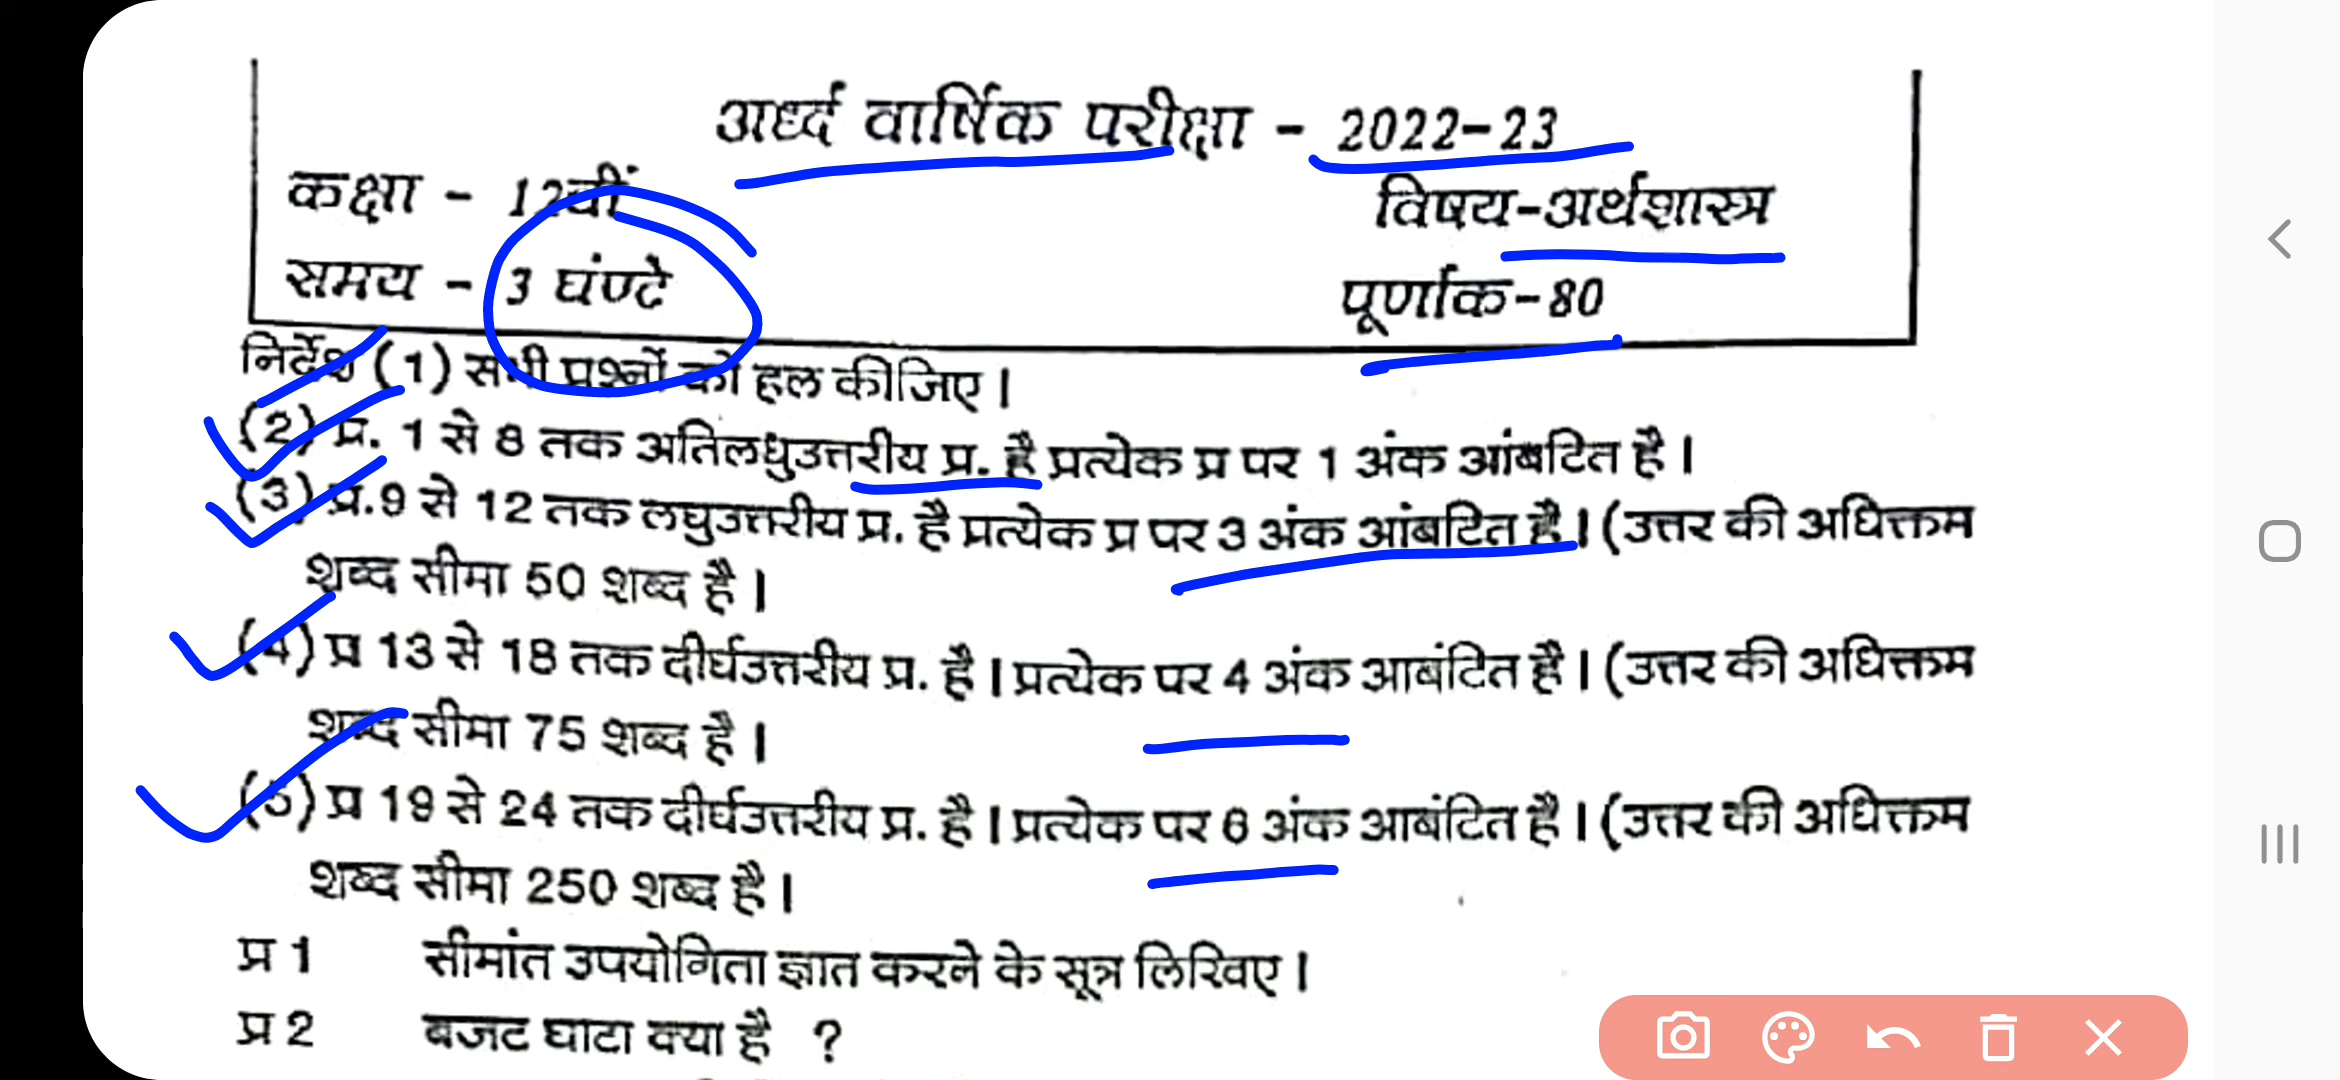 अर्ध्द वार्षिक परीक्षा - 2022-23
कक्षा - 12वीं
विषय-अर्थशास्त्र
समय - 3 घंण्टे
पूर्णाक-80
निर्देश (1) सभी प्रश्नों को हल कीजिए।
(2) प्र. 1 से 8 तक अतिलधुउत्तरीय प्र. है प्रत्येक प्र पर 1 अंक आंबटित है।
(3) प्र.9 से 12 तक लघुउत्तरीय प्र. है प्रत्येक प्र पर 3 अंक आंबटित है। (उत्तर की अधिक्तम
शब्द सीमा 50 शब्द है।
(4) प्र 13 से 18 तक दीर्घउत्तरीय प्र. है। प्रत्येक पर 4 अंक आबंटित है। (उत्तर की अधिक्तम
शब्द सीमा 75 शब्द है।
(5) प्र 19 से 24 तक दीर्घउत्तरीय प्र. है। प्रत्येक पर 6 अंक आबंटित है। (उत्तर की अधिक्तम
शब्द सीमा 250 शब्द है।
प्र 1 सीमांत उपयोगिता ज्ञात करने के सूत्र लिखिए।
प्र 2 बजट घाटा क्या है ?